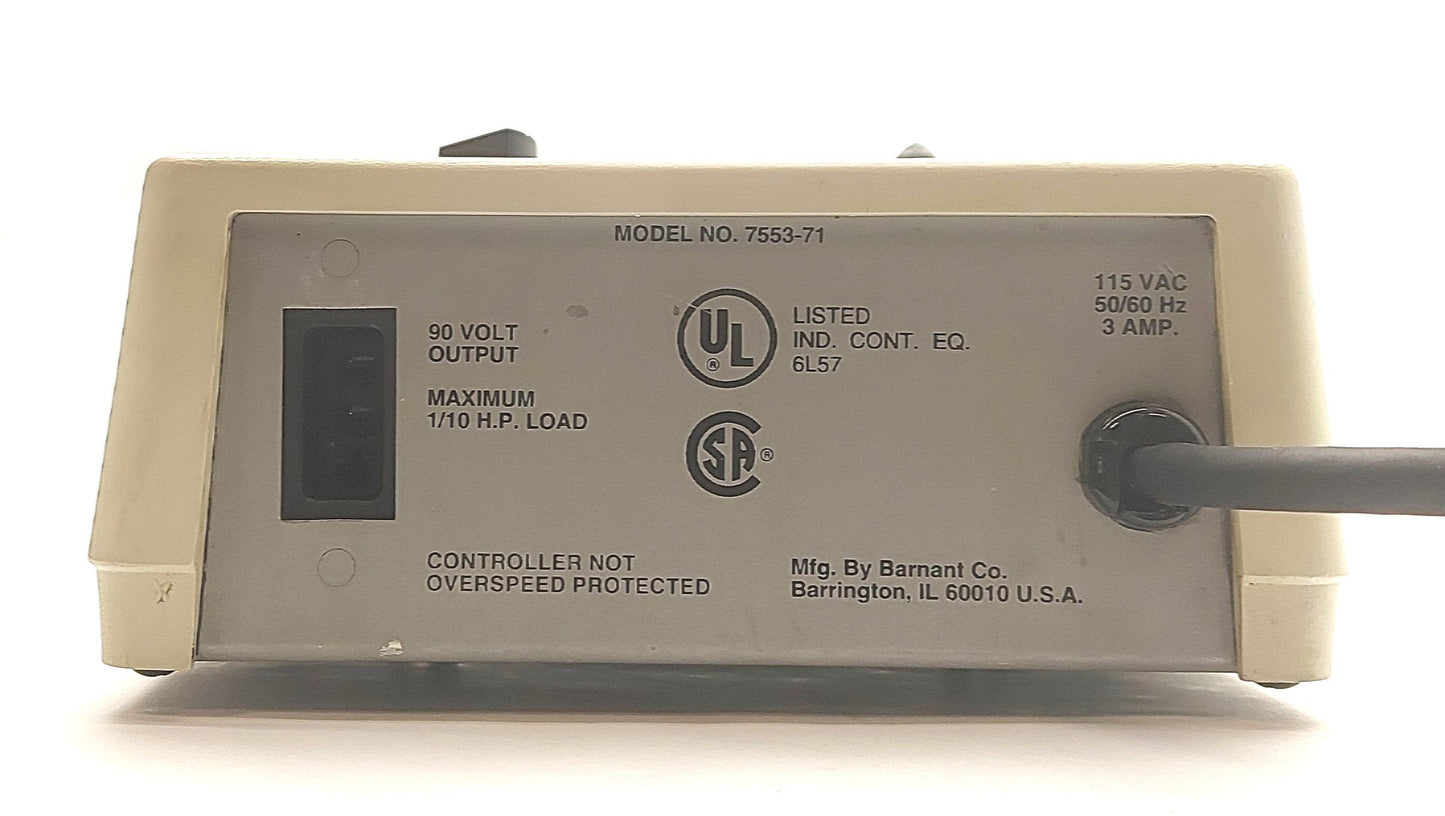 MODEL NO. 7553-71
90 VOLT
OUTPUT
MAXIMUM
1/10 H.P. LOAD
UL
®
LISTED
IND. CONT. EQ.
6L57
115 VAC
50/60 Hz
3 AMP.
SA ®
CONTROLLER NOT
OVERSPEED PROTECTED
Mfg. By Barnant Co.
Barrington, IL 60010 U.S.A.